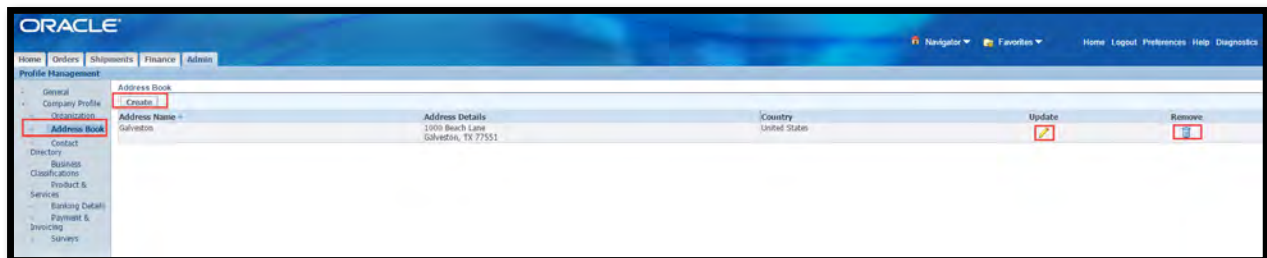 ORACLE
Navigator Favorites Home Logout Preferences Help Diagnostics
Home Orders Shipments Finance Admin
Profile Management
General
Company Profile
Organization
Address Book
Contact
Directory
Business
Classifications
Product &
Services
Banking Details
Payment &
Invoicing
Surveys
Address Book
Create
Address Name Address Details Country Update Remove
Galveston 1000 Beach Lane United States
Galveston, TX 77551